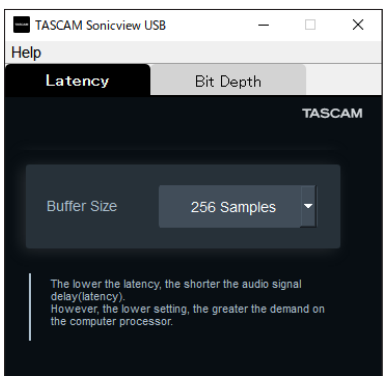 TASCAM TASCAM Sonicview USB
Help
Latency Bit Depth
TASCAM
Buffer Size 256 Samples
The lower the latency, the shorter the audio signal
delay(latency).
However, the lower setting, the greater the demand on
the computer processor.